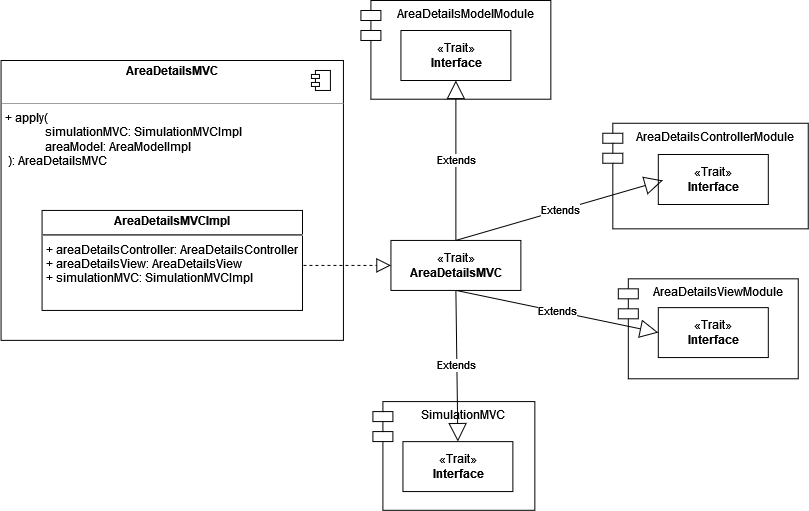 AreaDetailsModelModule
«Trait»
Interface
AreaDetailsMVC
+ apply(
simulationMVC: SimulationMVCImpl
areaModel: AreaModelImpl
): AreaDetailsMVC
AreaDetailsMVCImpl
+ areaDetailsController: AreaDetailsController
+ areaDetailsView: AreaDetailsView
+ simulationMVC: SimulationMVCImpl
Extends
AreaDetailsControllerModule
«Trait»
Interface
Extends
«Trait»
AreaDetailsMVC
AreaDetailsViewModule
«Trait»
Interface
Extends
Extends
SimulationMVC
«Trait»
Interface